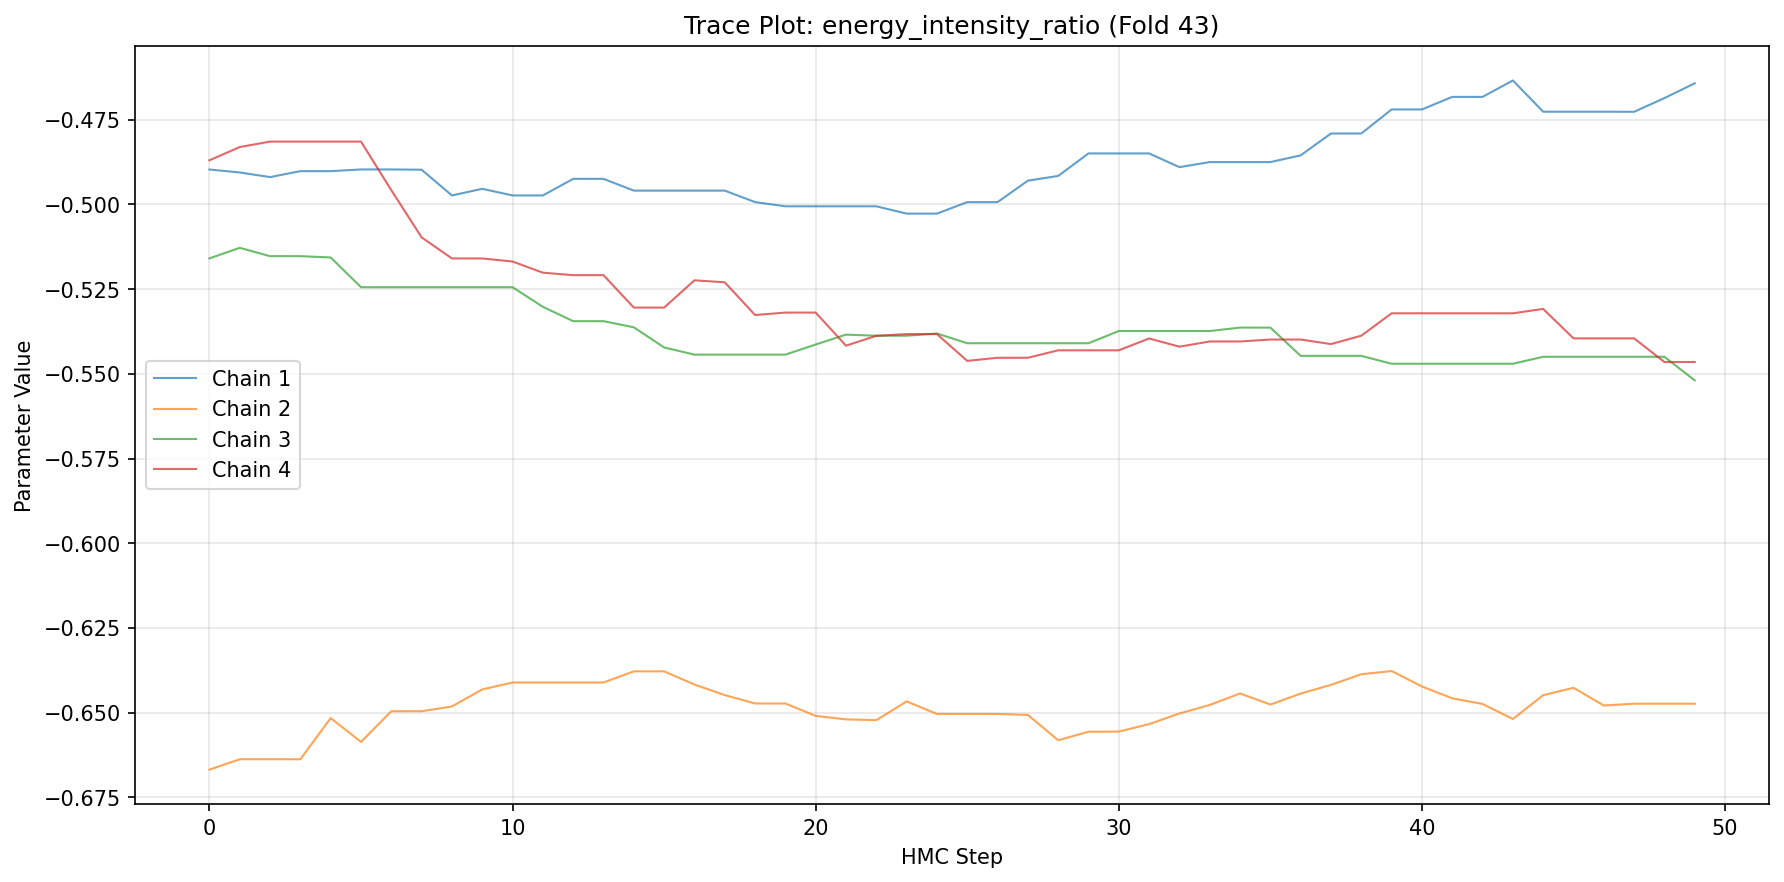 Trace Plot: energy_intensity_ratio (Fold 43)
Parameter Value
−0.475
−0.500
−0.525
−0.550
−0.575
−0.600
−0.625
−0.650
−0.675
Chain 1
Chain 2
Chain 3
Chain 4
0 10 20 30 40 50
HMC Step